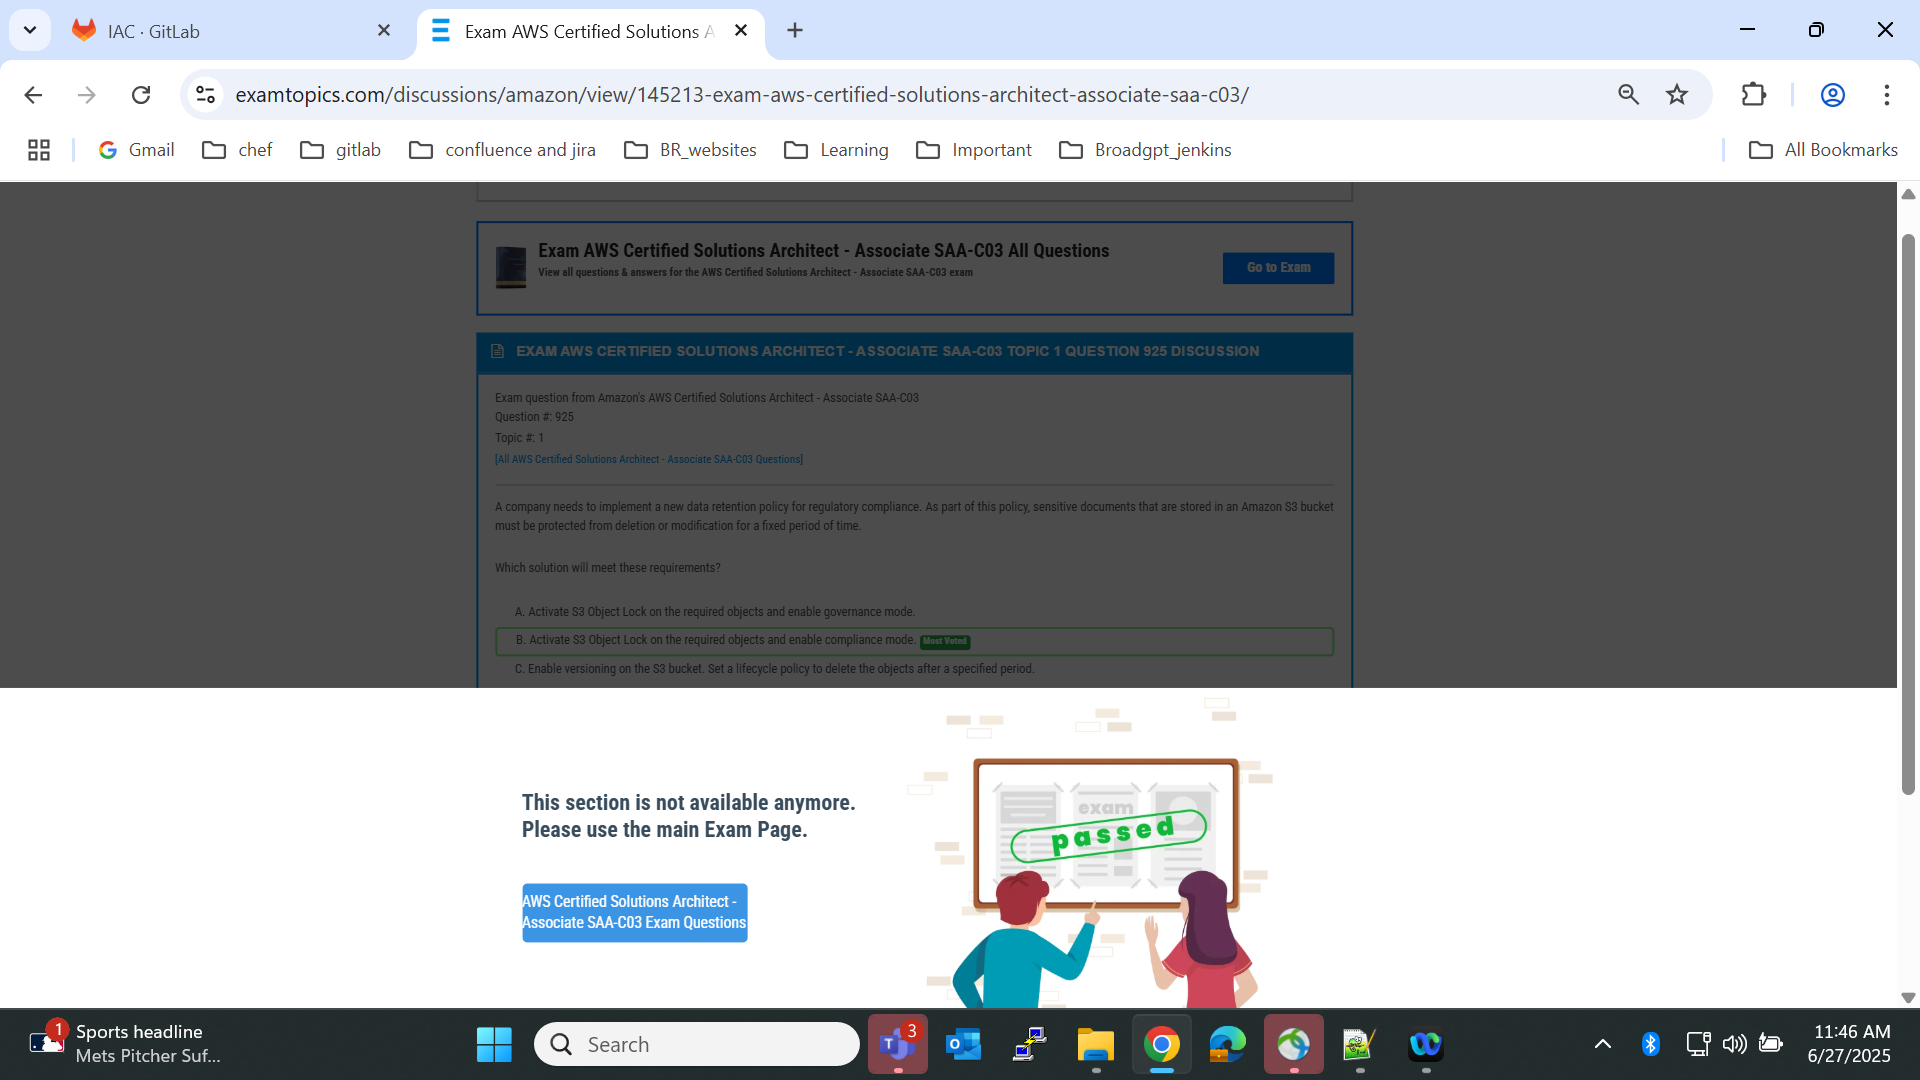 IAC · GitLab
Exam AWS Certified Solutions A
examtopics.com/discussions/amazon/view/145213-exam-aws-certified-solutions-architect-associate-saa-c03/
Gmail
chef
gitlab
confluence and jira
BR_websites
Learning
Important
Broadgpt_jenkins
All Bookmarks
Exam AWS Certified Solutions Architect - Associate SAA-C03 All Questions
View all questions & answers for the AWS Certified Solutions Architect - Associate SAA-C03 exam
Go to Exam
EXAM AWS CERTIFIED SOLUTIONS ARCHITECT - ASSOCIATE SAA-C03 TOPIC 1 QUESTION 925 DISCUSSION
Exam question from Amazon's AWS Certified Solutions Architect - Associate SAA-C03
Question #: 925
Topic #: 1
[All AWS Certified Solutions Architect - Associate SAA-C03 Questions]
A company needs to implement a new data retention policy for regulatory compliance. As part of this policy, sensitive documents that are stored in an Amazon S3 bucket
must be protected from deletion or modification for a fixed period of time.
Which solution will meet these requirements?
A. Activate S3 Object Lock on the required objects and enable governance mode.
B. Activate S3 Object Lock on the required objects and enable compliance mode. Most Voted
C. Enable versioning on the S3 bucket. Set a lifecycle policy to delete the objects after a specified period.
This section is not available anymore.
Please use the main Exam Page.
AWS Certified Solutions Architect -
Associate SAA-C03 Exam Questions
exam
passed
1
Sports headline
Mets Pitcher Suf...
Search
3
11:46 AM
6/27/2025